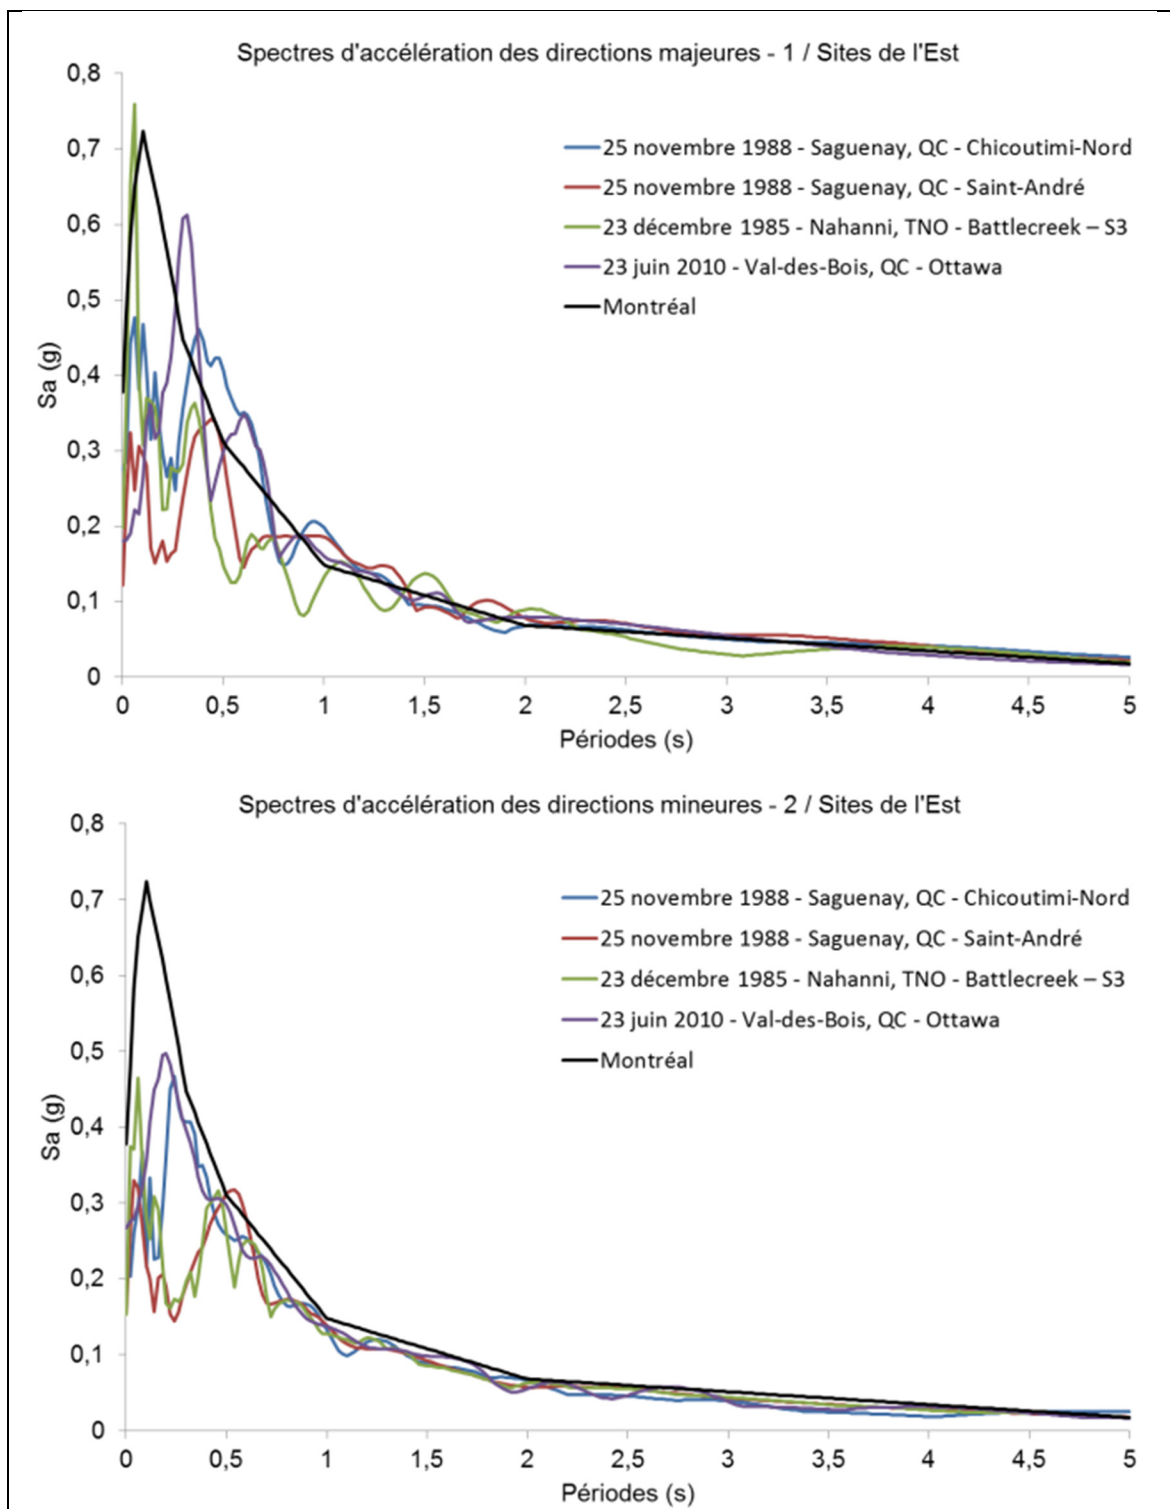 Spectres d'accélération des directions majeures - 1 / Sites de l'Est
0,8
0,7
0,6
0,5
0,4
0,3
0,2
0,1
0
Sa (g)
25 novembre 1988 - Saguenay, QC - Chicoutimi-Nord
25 novembre 1988 - Saguenay, QC - Saint-André
23 décembre 1985 - Nahanni, TNO - Battlecreek – S3
23 juin 2010 - Val-des-Bois, QC - Ottawa
Montréal
0 0,5 1 1,5 2 2,5 3 3,5 4 4,5 5
Périodes (s)
Spectres d'accélération des directions mineures - 2 / Sites de l'Est
0,8
0,7
0,6
0,5
0,4
0,3
0,2
0,1
0
Sa (g)
25 novembre 1988 - Saguenay, QC - Chicoutimi-Nord
25 novembre 1988 - Saguenay, QC - Saint-André
23 décembre 1985 - Nahanni, TNO - Battlecreek – S3
23 juin 2010 - Val-des-Bois, QC - Ottawa
Montréal
0 0,5 1 1,5 2 2,5 3 3,5 4 4,5 5
Périodes (s)